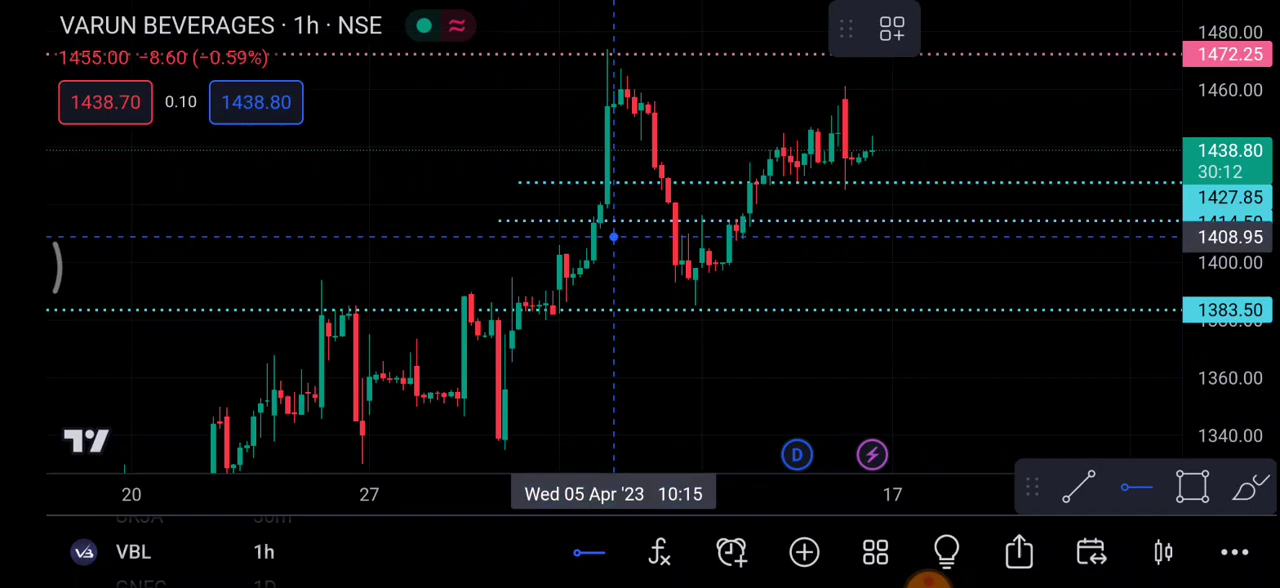 VARUN BEVERAGES · 1h · NSE
1455.00 −8.60 (−0.59%)
1438.70 0.10 1438.80
1480.00
1472.25
1460.00
1438.80
30:12
1427.85
1408.95
1400.00
1383.50
1360.00
1340.00
D
20 27 Wed 05 Apr '23 10:15 17
VBL 1h